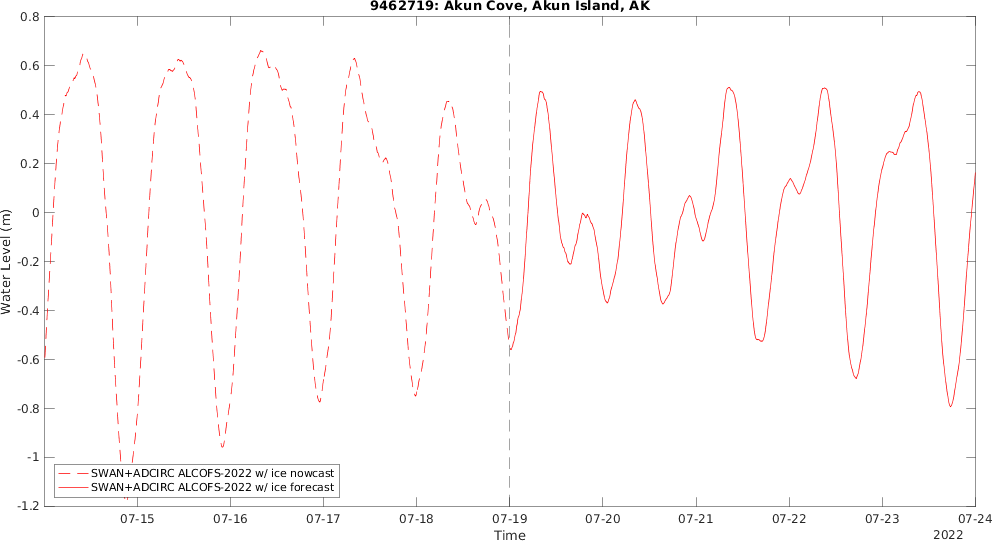 9462719: Akun Cove, Akun Island, AK
Water Level (m)
0.8
0.6
0.4
0.2
0
-0.2
-0.4
-0.6
-0.8
-1
-1.2
SWAN+ADCIRC ALCOFS-2022 w/ ice nowcast
SWAN+ADCIRC ALCOFS-2022 w/ ice forecast
07-15 07-16 07-17 07-18 07-19 07-20 07-21 07-22 07-23 07-24
Time
2022